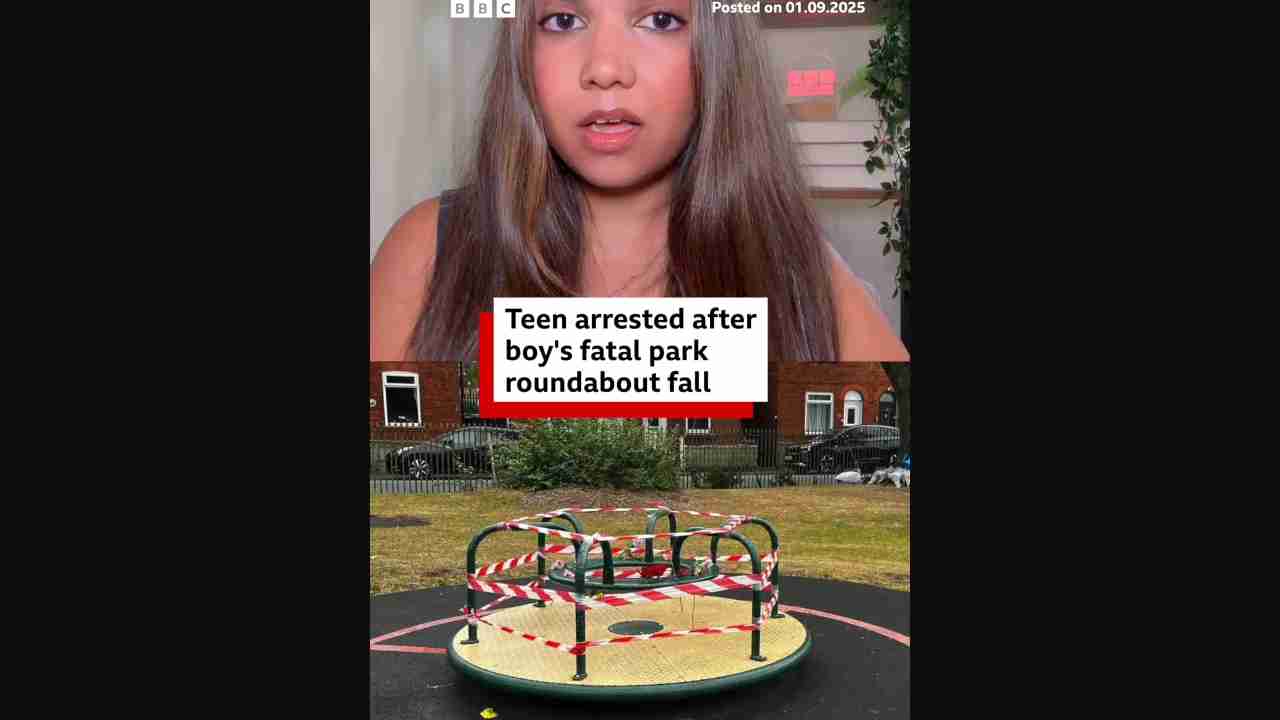 BBC
Posted on 01.09.2025
Teen arrested after
boy's fatal park
roundabout fall